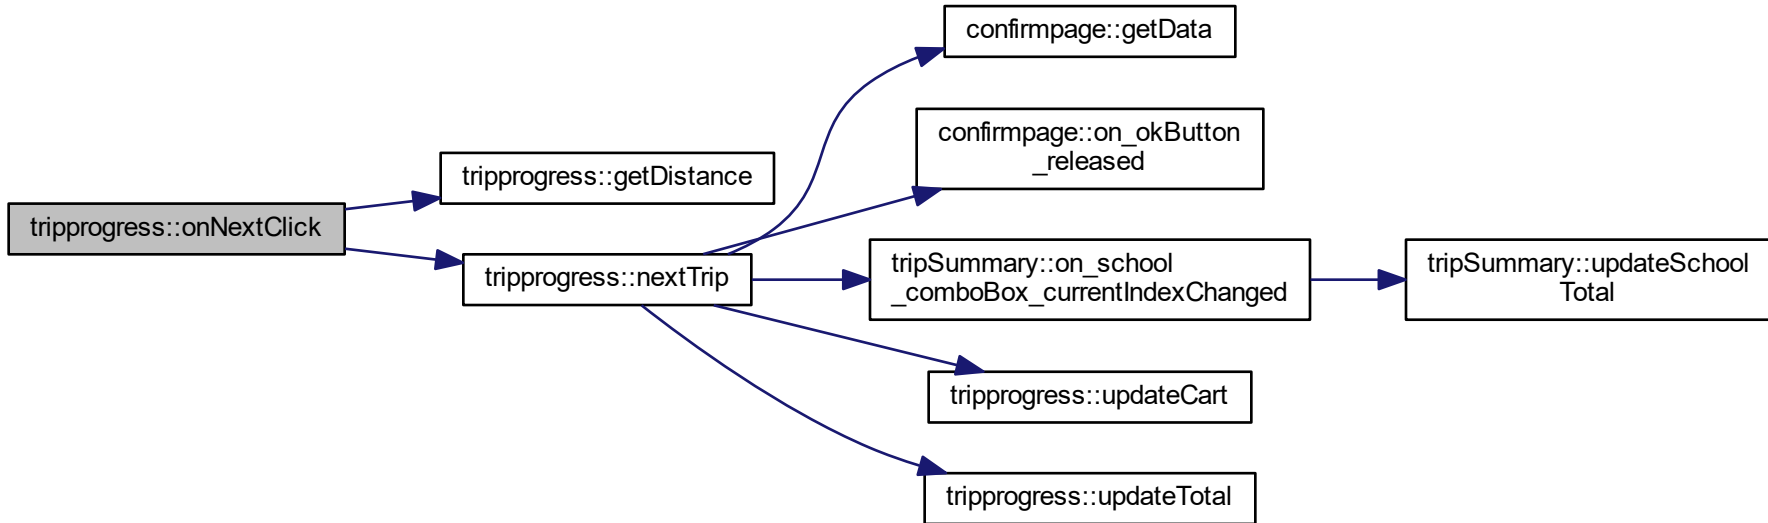 confirmpage::getData
confirmpage::on_okButton
_released
tripprogress::getDistance
tripprogress::onNextClick
tripprogress::nextTrip
tripSummary::on_school
_comboBox_currentIndexChanged
tripSummary::updateSchool
Total
tripprogress::updateCart
tripprogress::updateTotal